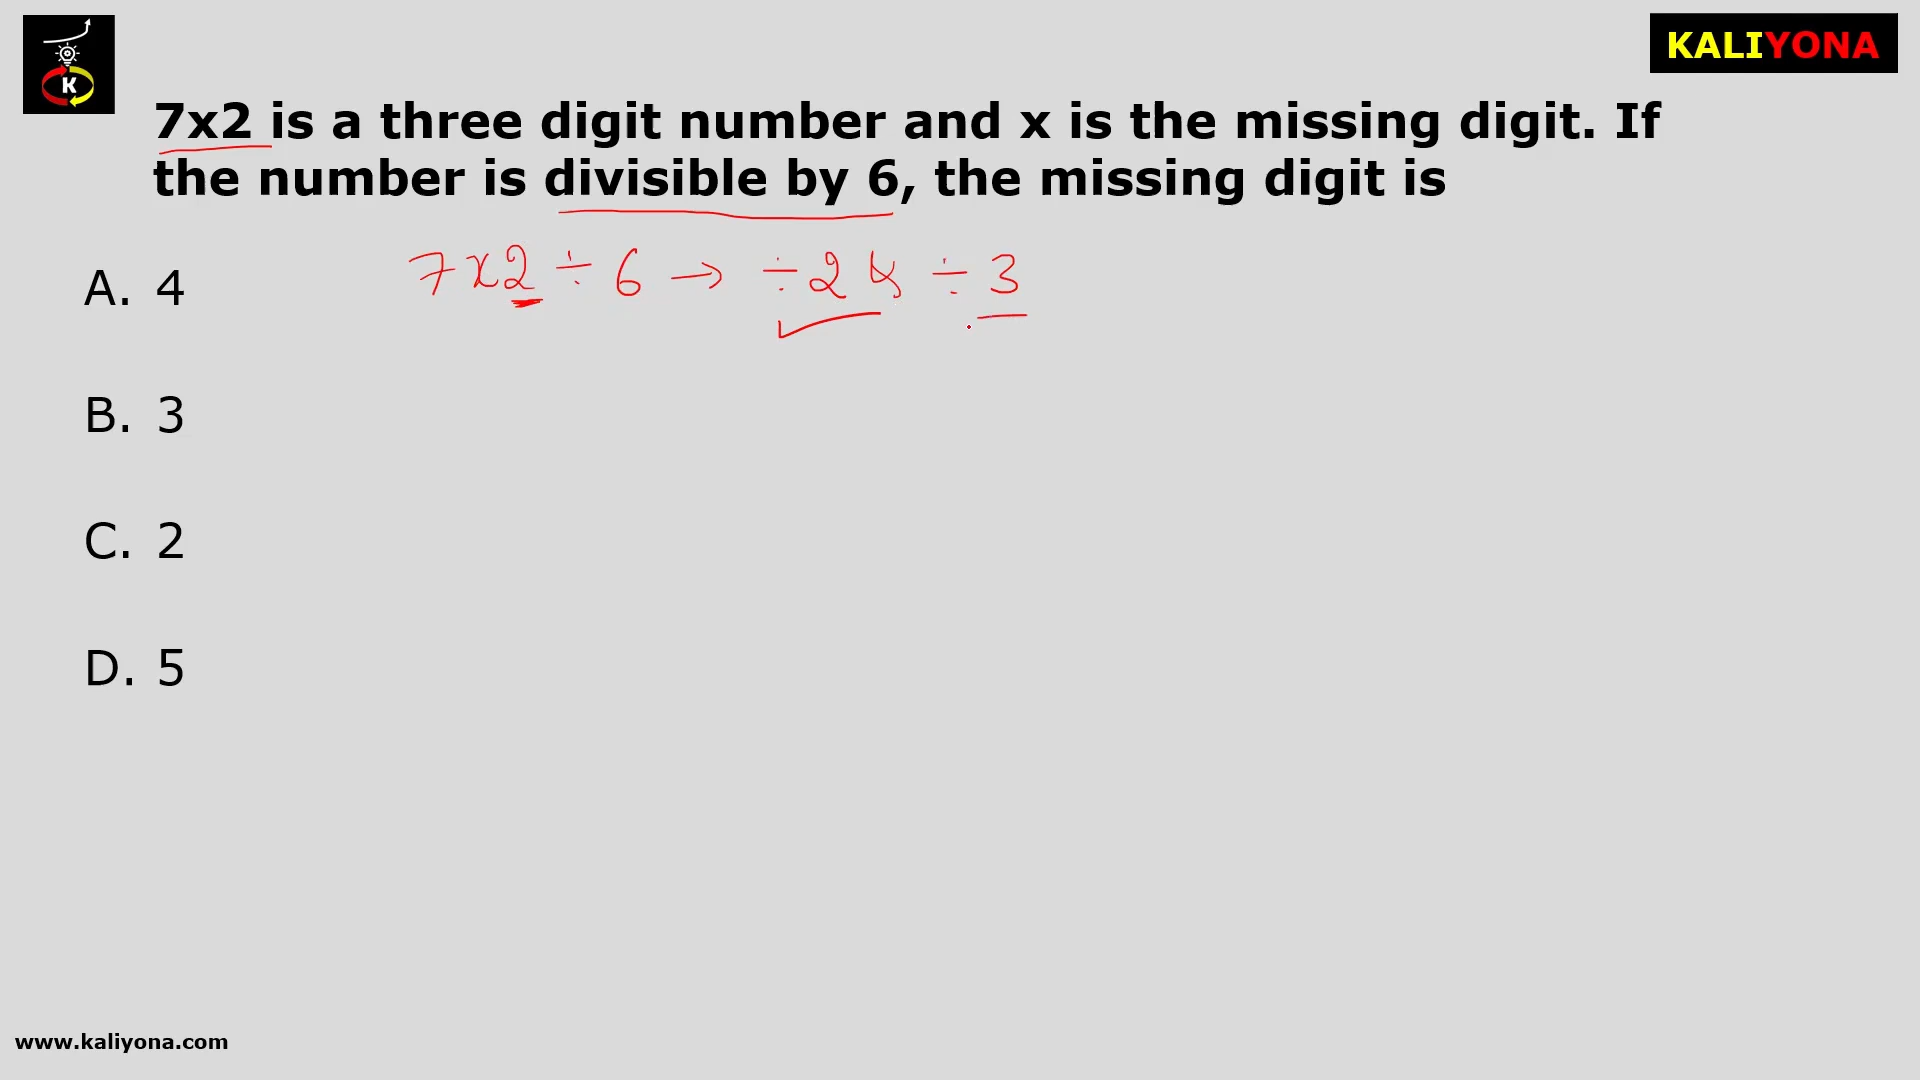 K
KALIYONA
7x2 is a three digit number and x is the missing digit. If
the number is divisible by 6, the missing digit is
7x2 ÷ 6 → ÷2 & ÷3
A. 4
B. 3
C. 2
D. 5
www.kaliyona.com